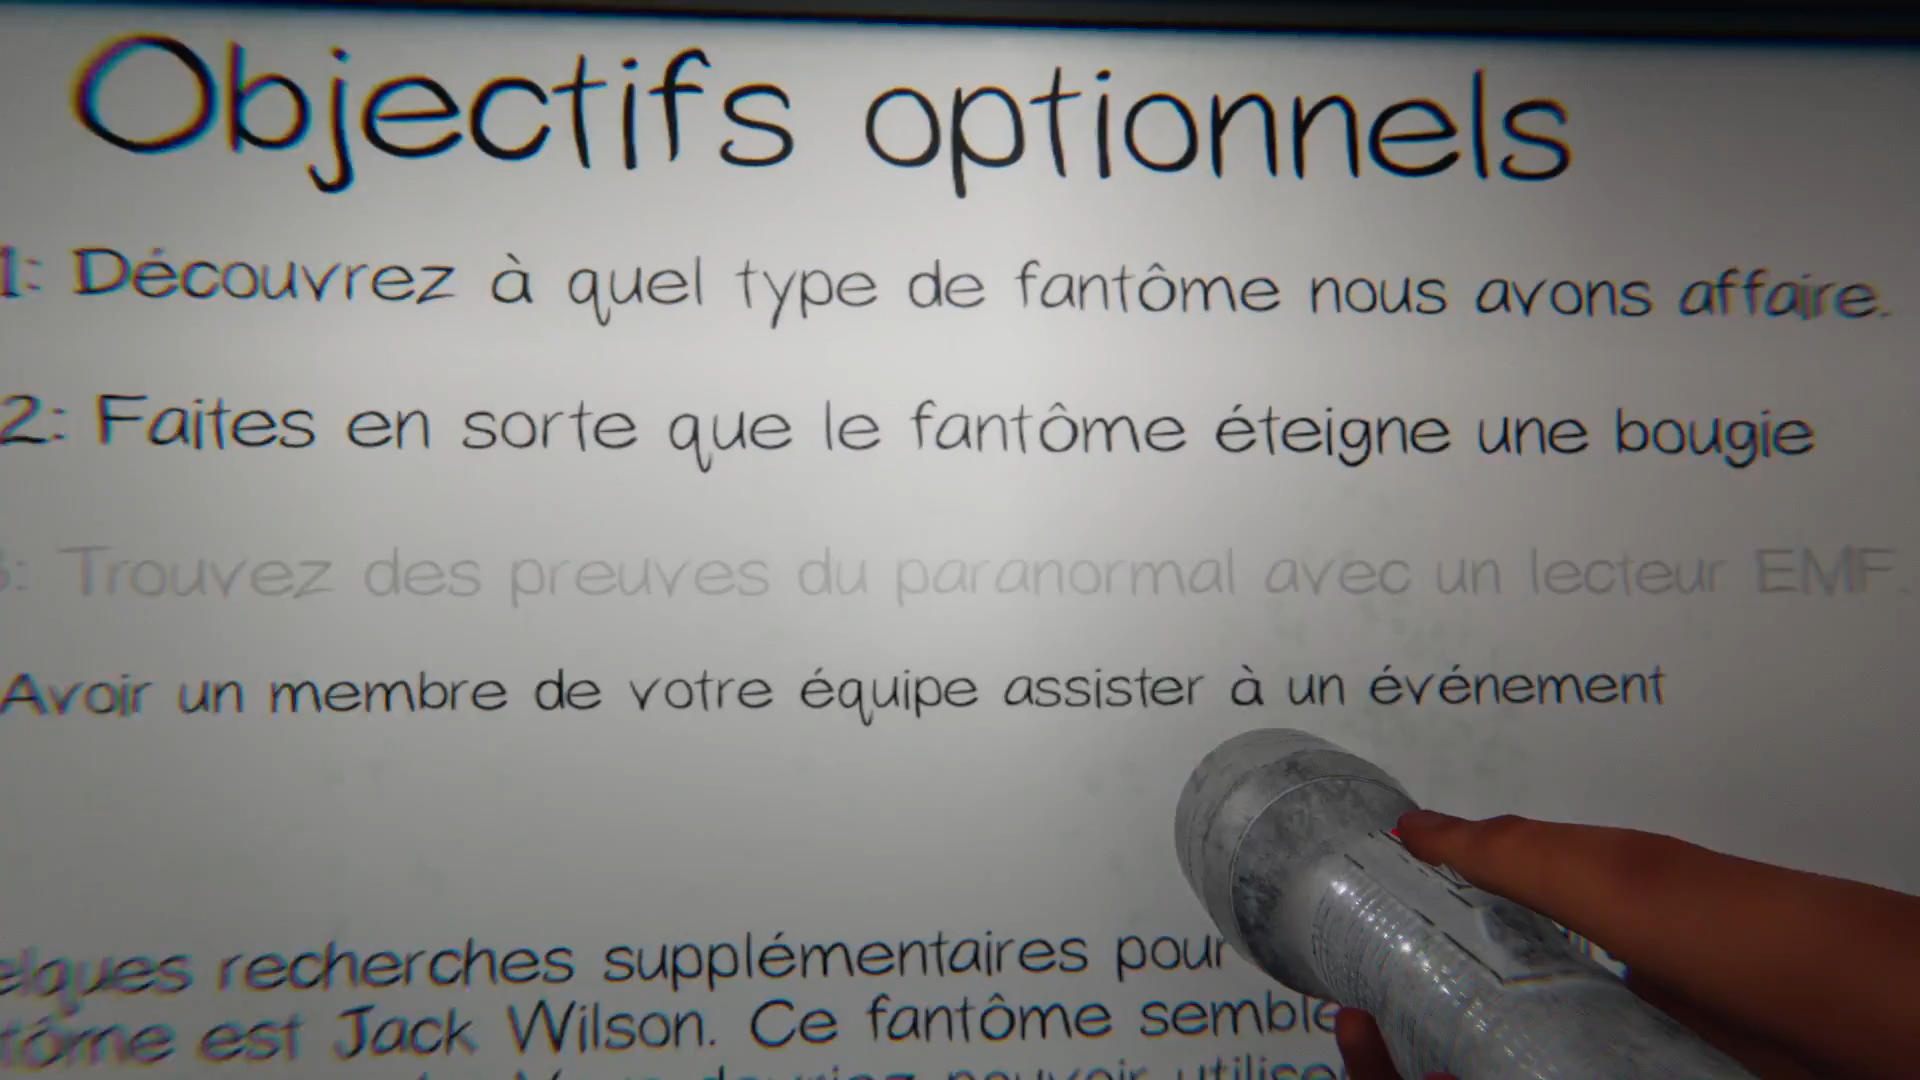 Objectifs optionnels
1: Découvrez à quel type de fantôme nous avons affaire.
2: Faites en sorte que le fantôme éteigne une bougie
3: Trouvez des preuves du paranormal avec un lecteur EMF.
Avoir un membre de votre équipe assister à un événement
elques recherches supplémentaires pour
tôme est Jack Wilson. Ce fantôme semble
pouvoir utilise